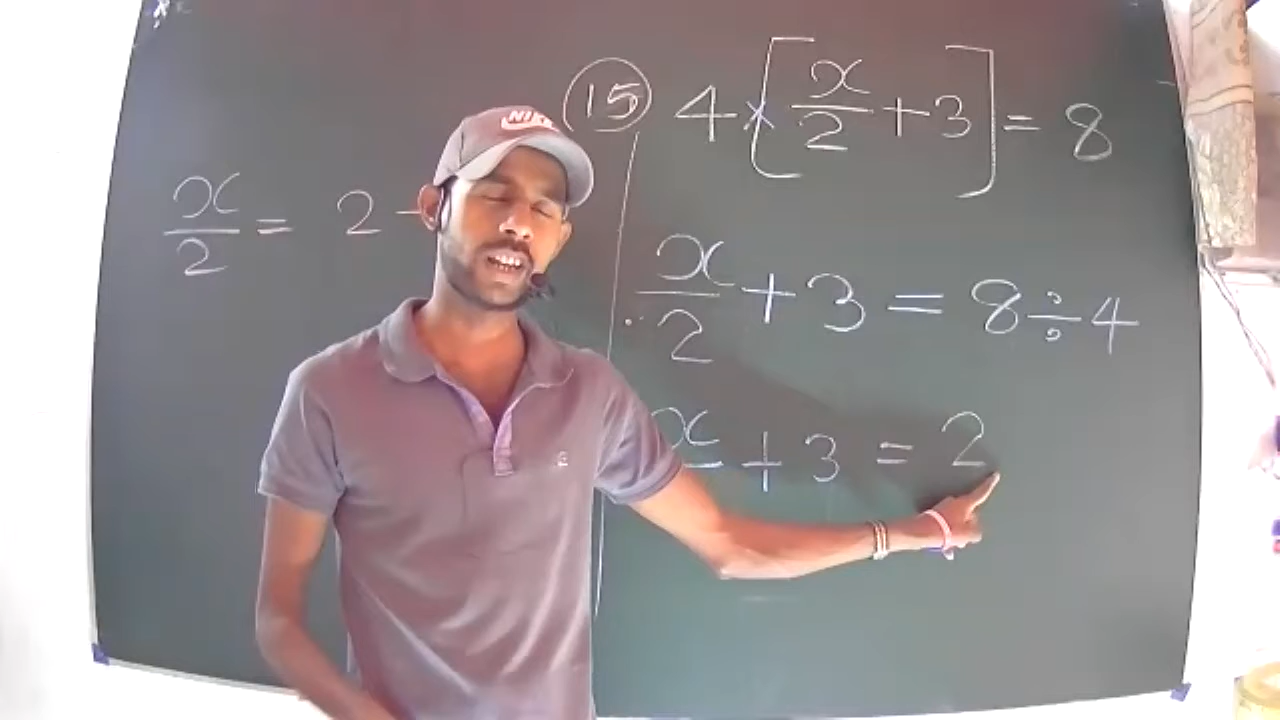 ⑮ 4 × [x/2 + 3] = 8
x/2 + 3 = 8 ÷ 4
x + 3 = 2
x/2 = 2 -
NIKE